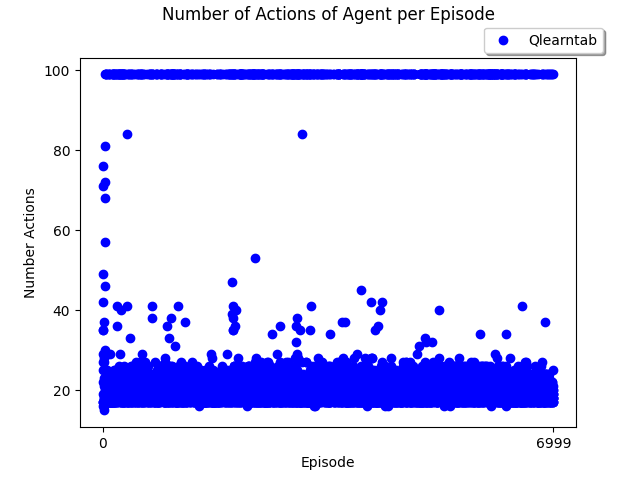 Number of Actions of Agent per Episode
Qlearntab
100
80
60
40
20
Number Actions
0
6999
Episode